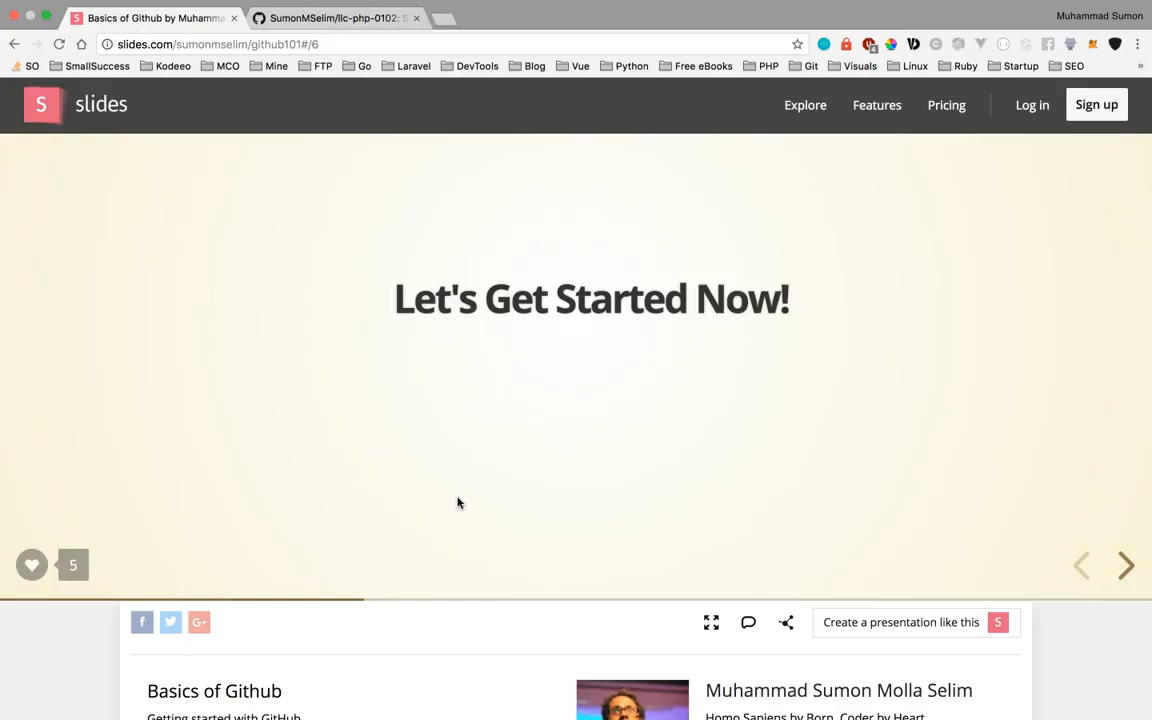 Basics of Github by Muhamma
SumonMSelim/llc-php-0102: S
Muhammad Sumon
slides.com/sumonmselim/github101#/6
SO SmallSuccess Kodeeo MCO Mine FTP Go Laravel DevTools Blog Vue Python Free eBooks PHP Git Visuals Linux Ruby Startup SEO »
S slides Explore Features Pricing Log in Sign up
Let's Get Started Now!
5
f G+ Create a presentation like this S
Basics of Github
Getting started with GitHub
Muhammad Sumon Molla Selim
Homo Sapiens by Born, Coder by Heart